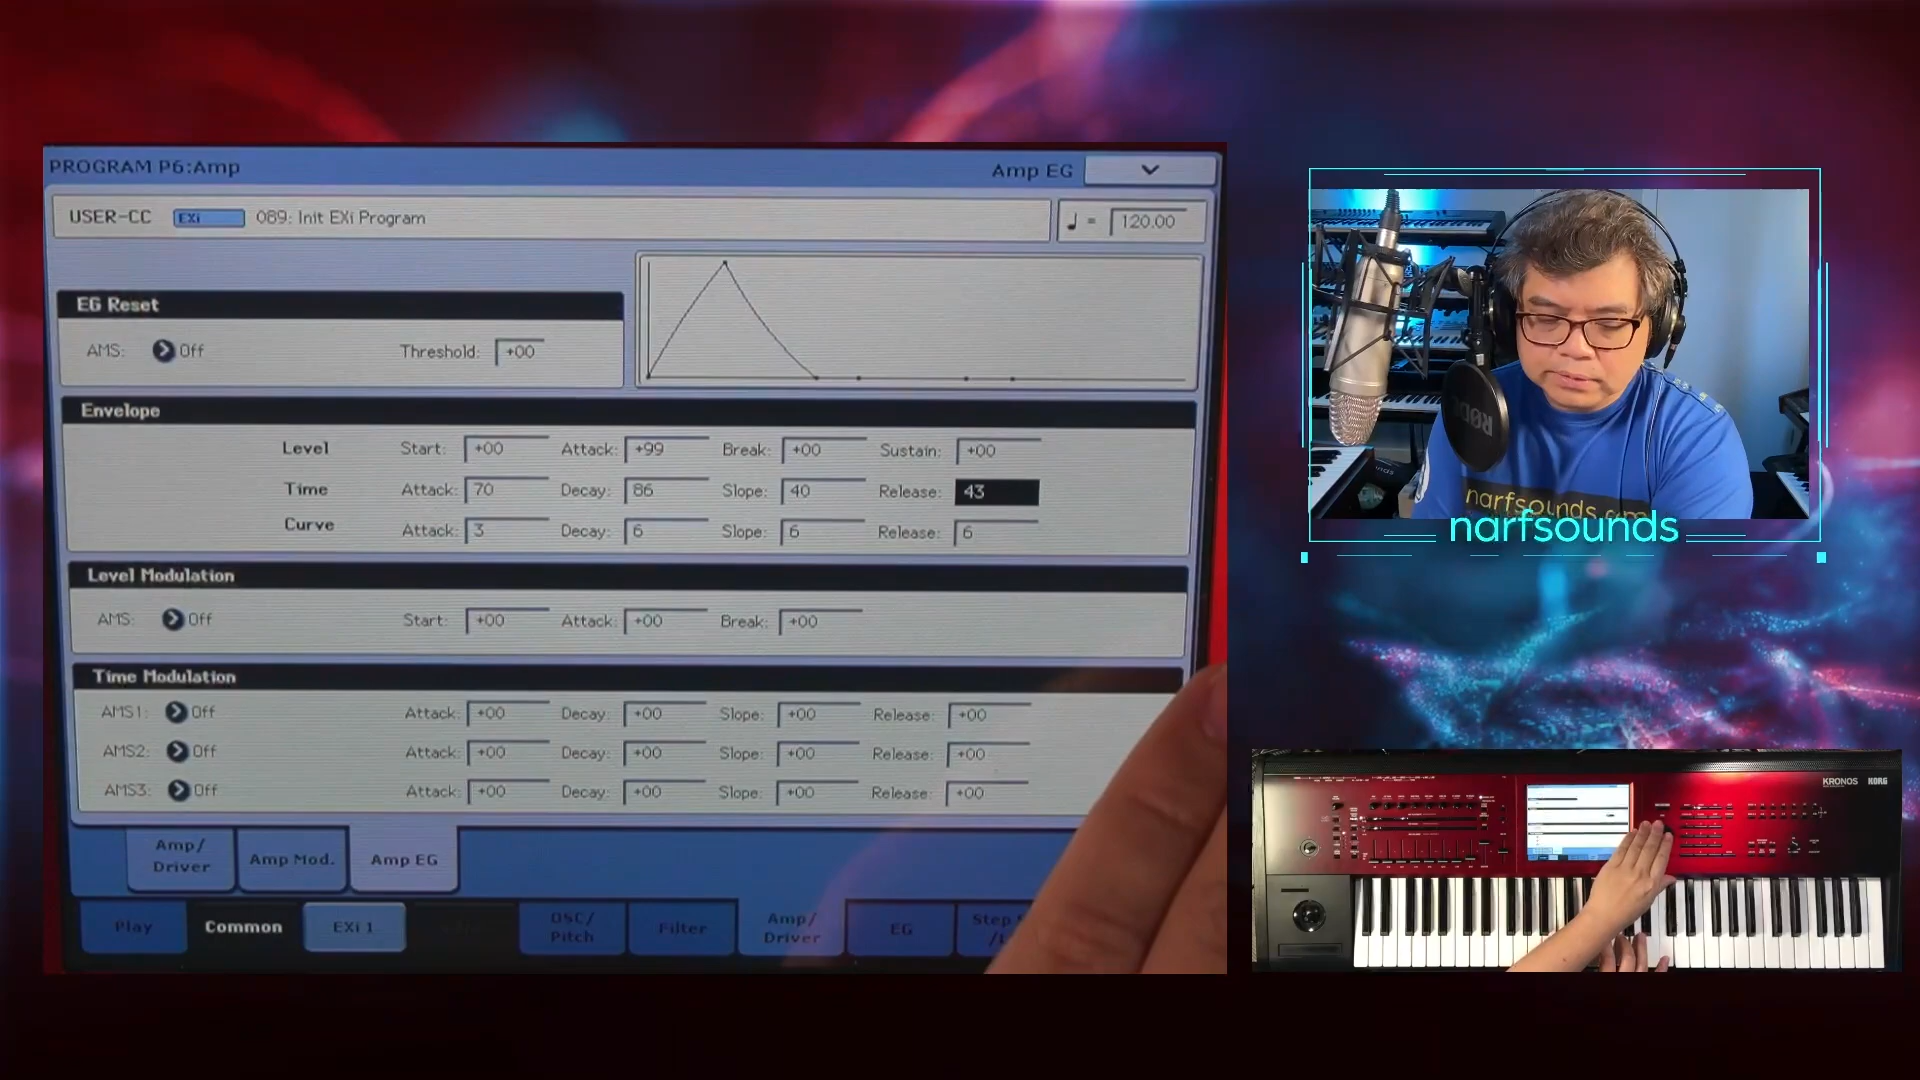 PROGRAM P6:Amp
Amp EG
USER-CC EXi 089: Init EXi Program
♩ = 120.00
EG Reset
AMS: Off Threshold: +00
Envelope
Level Start: +00 Attack: +99 Break: +00 Sustain: +00
Time Attack: 70 Decay: 86 Slope: 40 Release: 43
Curve Attack: 3 Decay: 6 Slope: 6 Release: 6
Level Modulation
AMS: Off Start: +00 Attack: +00 Break: +00
Time Modulation
AMS1: Off Attack: +00 Decay: +00 Slope: +00 Release: +00
AMS2: Off Attack: +00 Decay: +00 Slope: +00 Release: +00
AMS3: Off Attack: +00 Decay: +00 Slope: +00 Release: +00
Amp/
Driver
Amp Mod.
Amp EG
Play
Common
EXi 1
OSC/
Pitch
Filter
Amp/
Driver
EG
Step
RØDE
narfsounds.com
narfsounds
KRONOS KORG